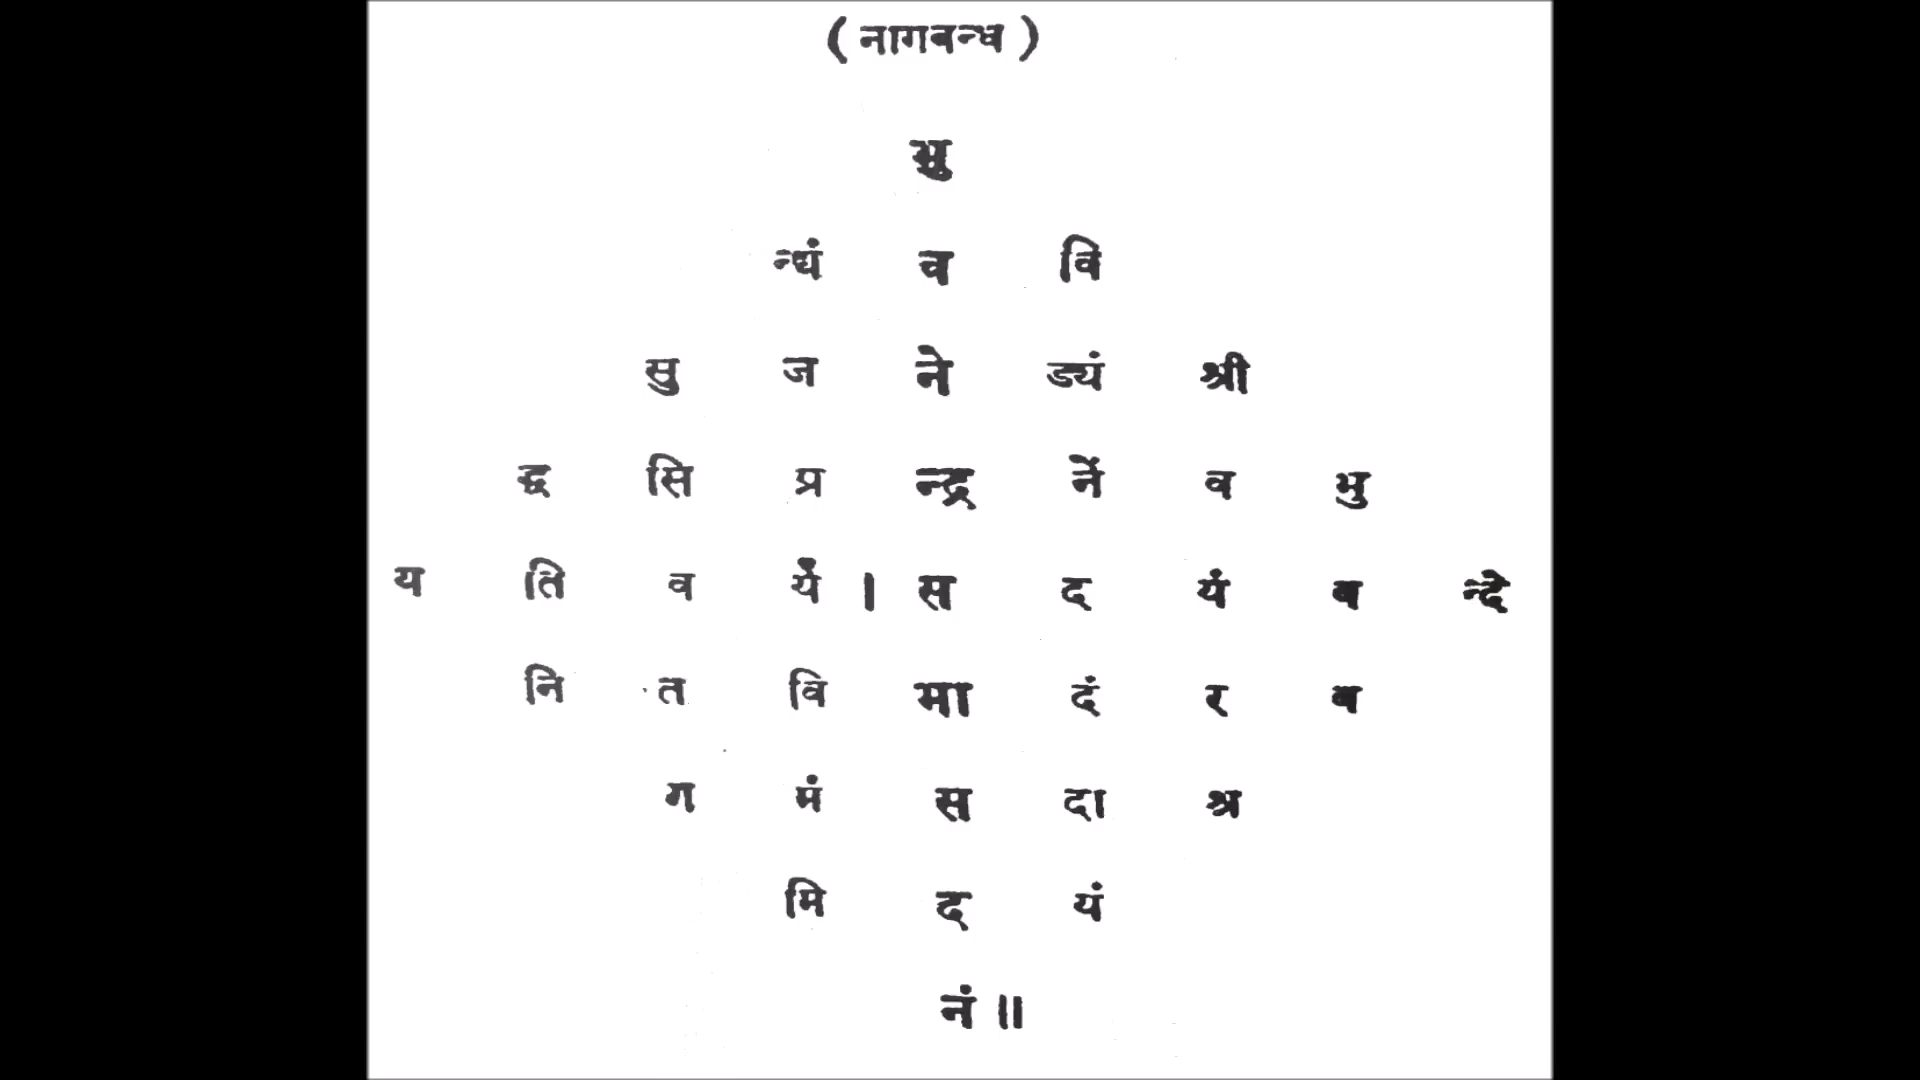 ( नागबन्ध )
भु
न्धं व वि
सु ज ने ड्यं श्री
द्ध सि प्र न्द्र र्ने व भु
य ति व र्यं । स द यं ब न्दे
नि त वि मा दं र ब
ग मं स दा श्र
मि द यं
नं ॥